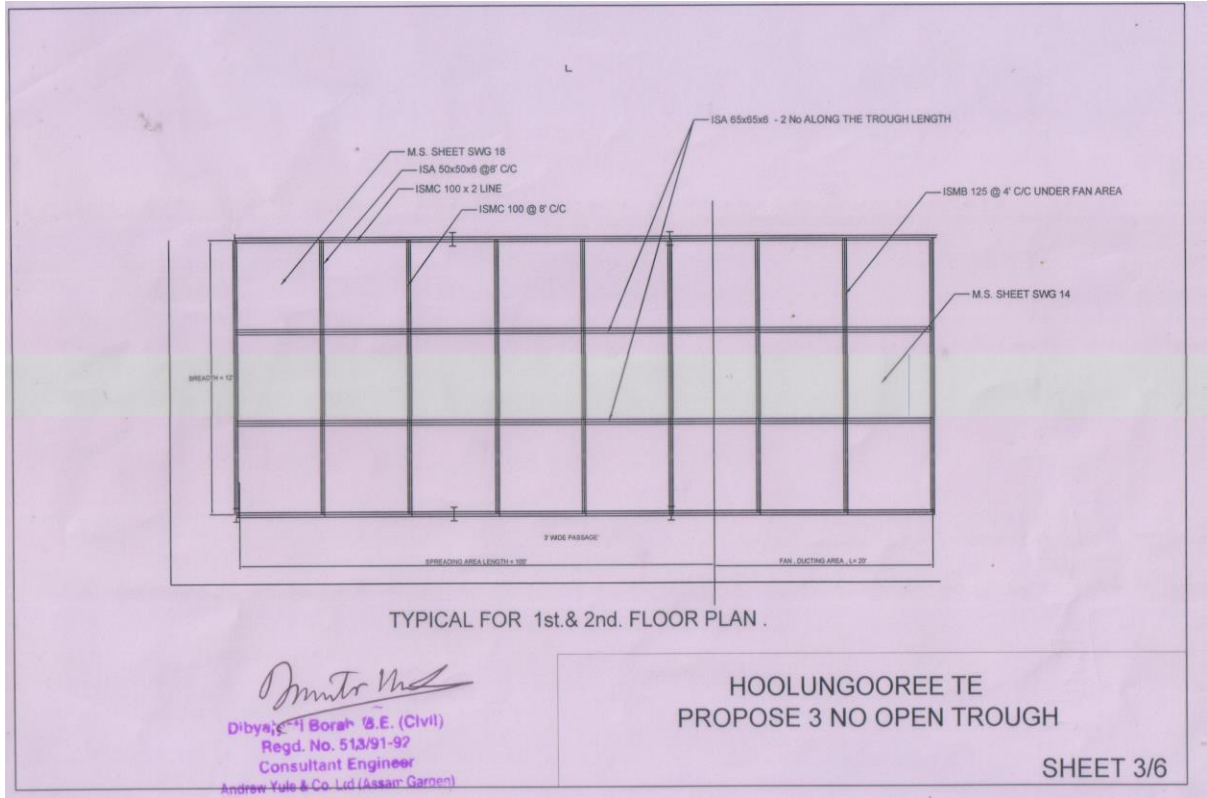 L
ISA 65x65x6 - 2 No ALONG THE TROUGH LENGTH
M.S. SHEET SWG 18
ISA 50x50x6 @8' C/C
ISMC 100 x 2 LINE
ISMC 100 @ 8' C/C
ISMB 125 @ 4' C/C UNDER FAN AREA
M.S. SHEET SWG 14
BREADTH = 12'
3' WIDE PASSAGE'
SPREADING AREA LENGTH = 100'
FAN , DUCTING AREA , L= 20'
TYPICAL FOR 1st.& 2nd. FLOOR PLAN .
HOOLUNGOOREE TE
PROPOSE 3 NO OPEN TROUGH
SHEET 3/6
Borah B.E. (Civil)
Regd. No. 513/91-92
Consultant Engineer
Andrew Yule & Co. Ltd (Assam Garden)